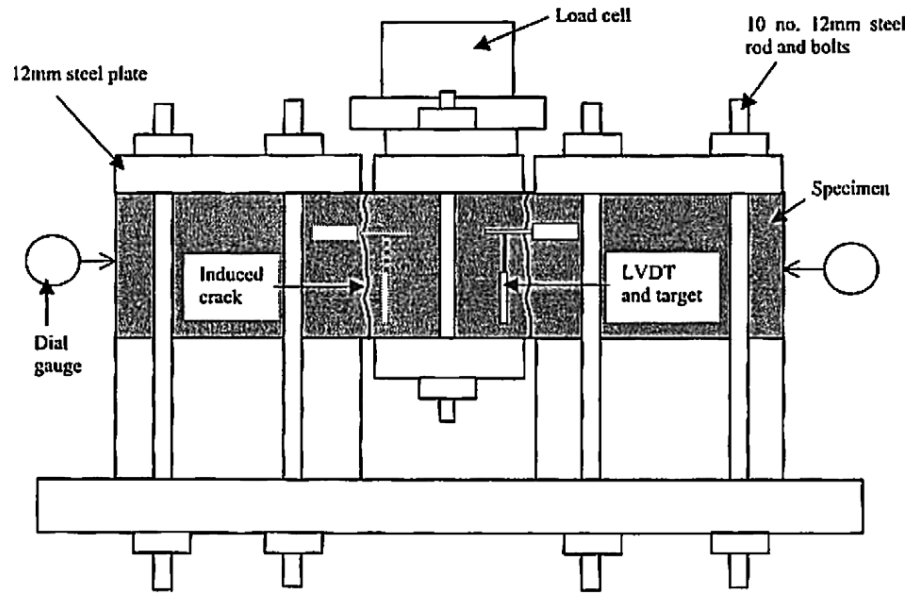 Load cell
10 no. 12mm steel
rod and bolts
12mm steel plate
Specimen
Induced
crack
LVDT
and target
Dial
gauge